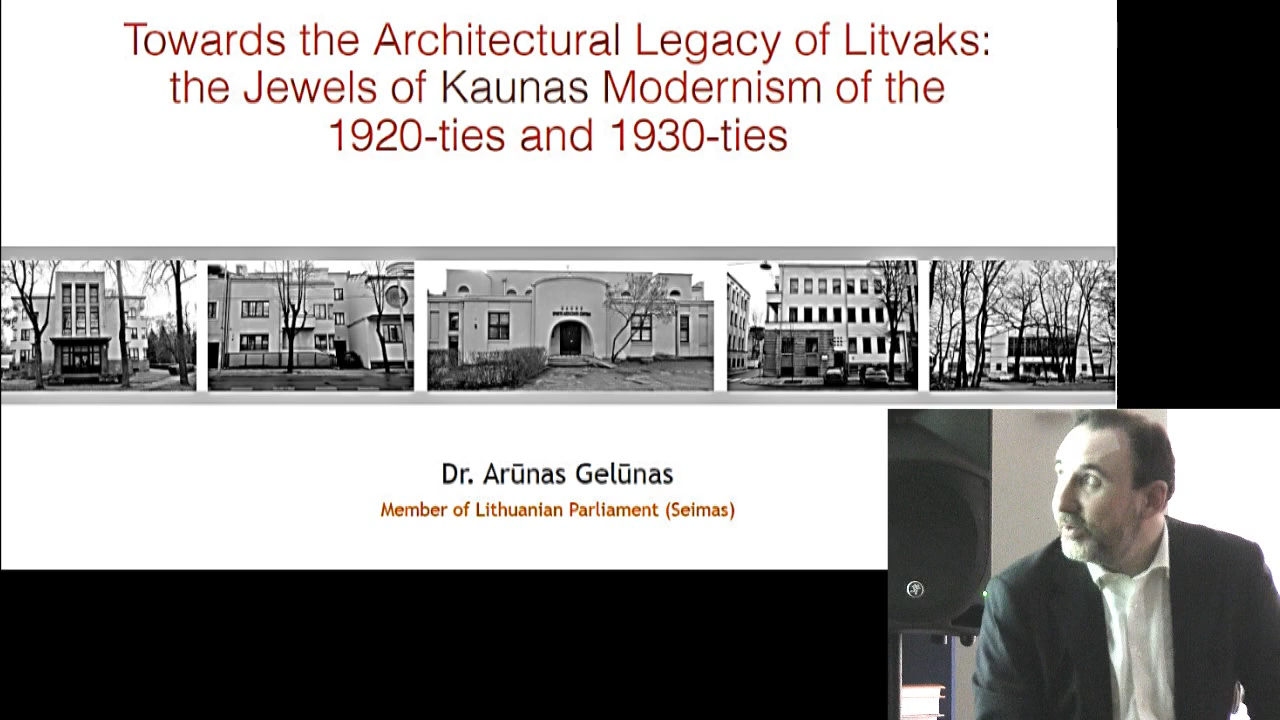 Towards the Architectural Legacy of Litvaks:
the Jewels of Kaunas Modernism of the
1920-ties and 1930-ties
Dr. Arūnas Gelūnas
Member of Lithuanian Parliament (Seimas)